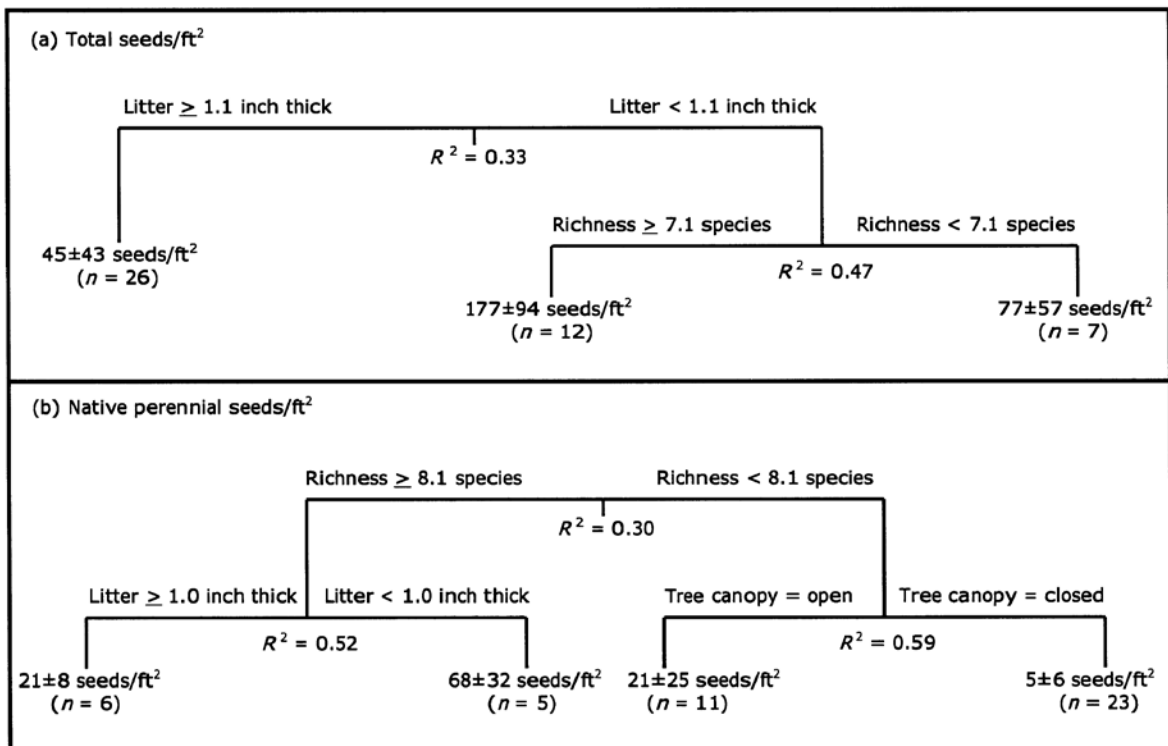 (a) Total seeds/ft²
Litter ≥ 1.1 inch thick
Litter < 1.1 inch thick
R² = 0.33
45±43 seeds/ft²
(n = 26)
Richness ≥ 7.1 species
Richness < 7.1 species
R² = 0.47
177±94 seeds/ft²
(n = 12)
77±57 seeds/ft²
(n = 7)
(b) Native perennial seeds/ft²
Richness ≥ 8.1 species
Richness < 8.1 species
R² = 0.30
Litter ≥ 1.0 inch thick
Litter < 1.0 inch thick
R² = 0.52
21±8 seeds/ft²
(n = 6)
68±32 seeds/ft²
(n = 5)
Tree canopy = open
Tree canopy = closed
R² = 0.59
21±25 seeds/ft²
(n = 11)
5±6 seeds/ft²
(n = 23)